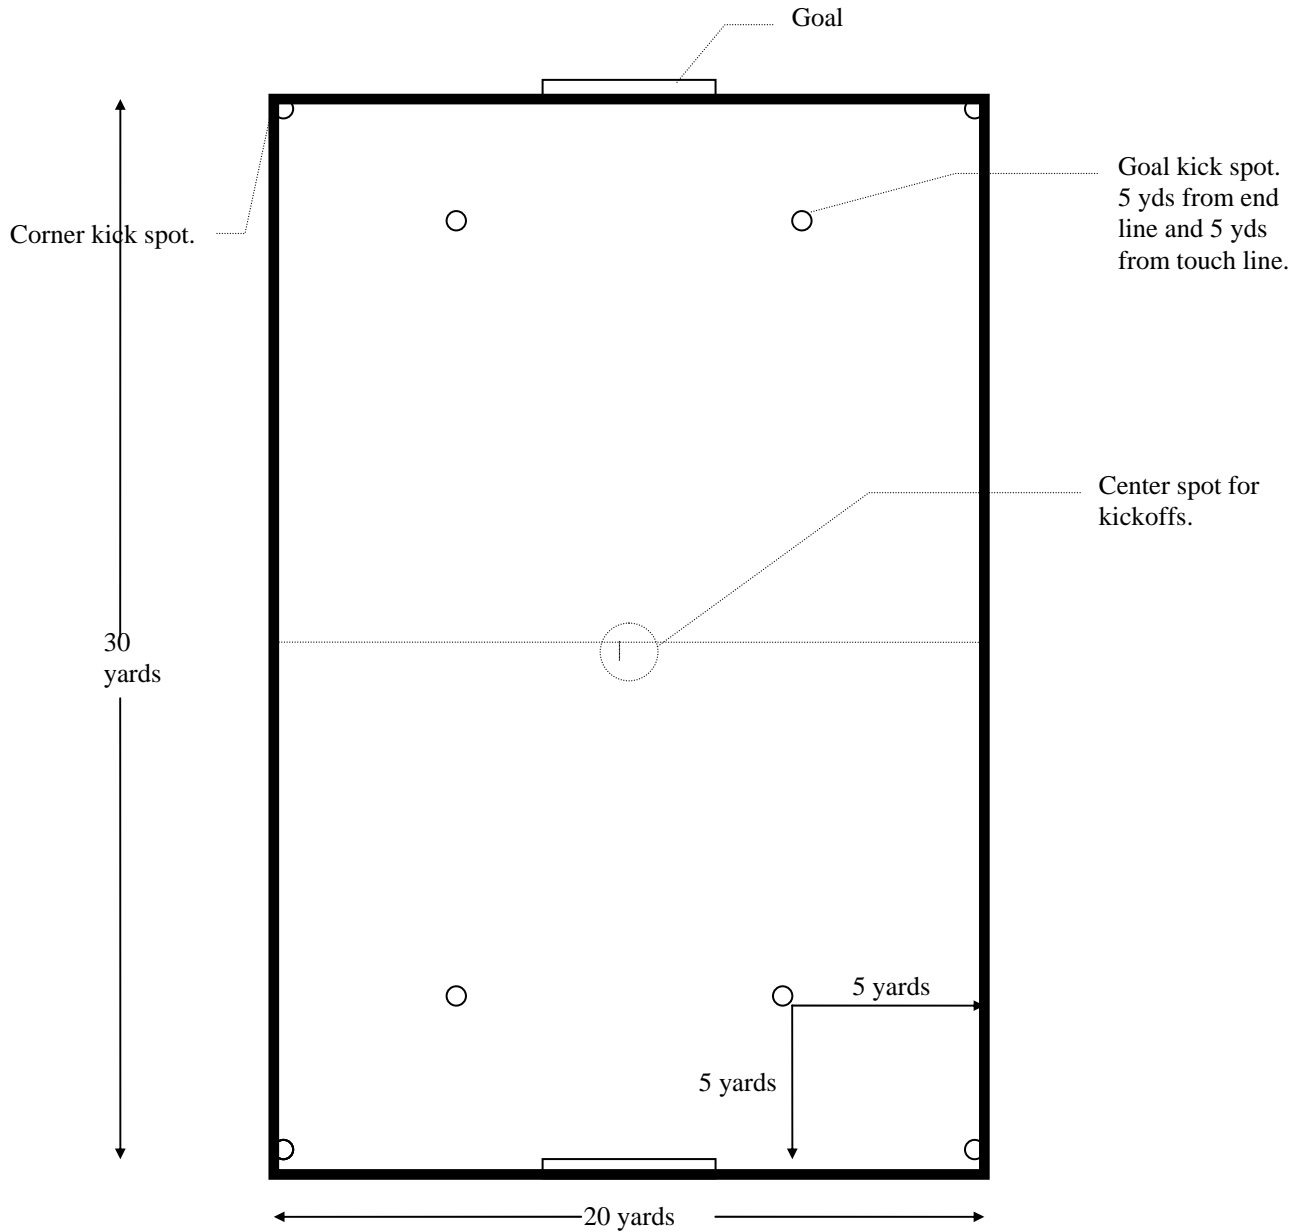 Goal
Goal kick spot.
5 yds from end
line and 5 yds
from touch line.
Corner kick spot.
Center spot for
kickoffs.
30
yards
5 yards
5 yards
20 yards